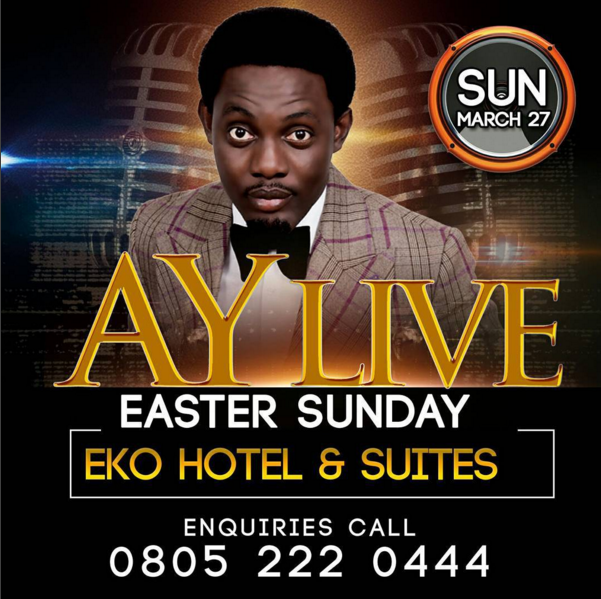 SUN
MARCH 27
AY LIVE
EASTER SUNDAY
EKO HOTEL & SUITES
ENQUIRIES CALL
0805 222 0444